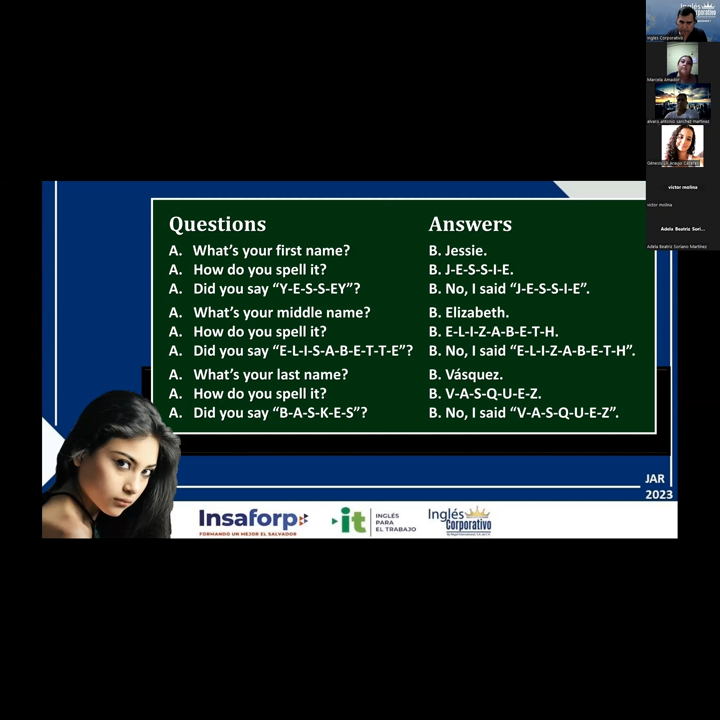 Questions Answers
A. What's your first name? B. Jessie.
A. How do you spell it? B. J-E-S-S-I-E.
A. Did you say “Y-E-S-S-EY”? B. No, I said “J-E-S-S-I-E”.
A. What's your middle name? B. Elizabeth.
A. How do you spell it? B. E-L-I-Z-A-B-E-T-H.
A. Did you say “E-L-I-S-A-B-E-T-T-E”? B. No, I said “E-L-I-Z-A-B-E-T-H”.
A. What's your last name? B. Vásquez.
A. How do you spell it? B. V-A-S-Q-U-E-Z.
A. Did you say “B-A-S-K-E-S”? B. No, I said “V-A-S-Q-U-E-Z”.
JAR
2023
Insaforp
FORMANDO UN MEJOR EL SALVADOR
it
INGLÉS
PARA
EL TRABAJO
Inglés
Corporativo
Inglés Corporativo
Marcela Amador
alvaro antonio sanchez martinez
victor molina
victor molina
Adela Beatriz Sori...
Adela Beatriz Soriano Martínez